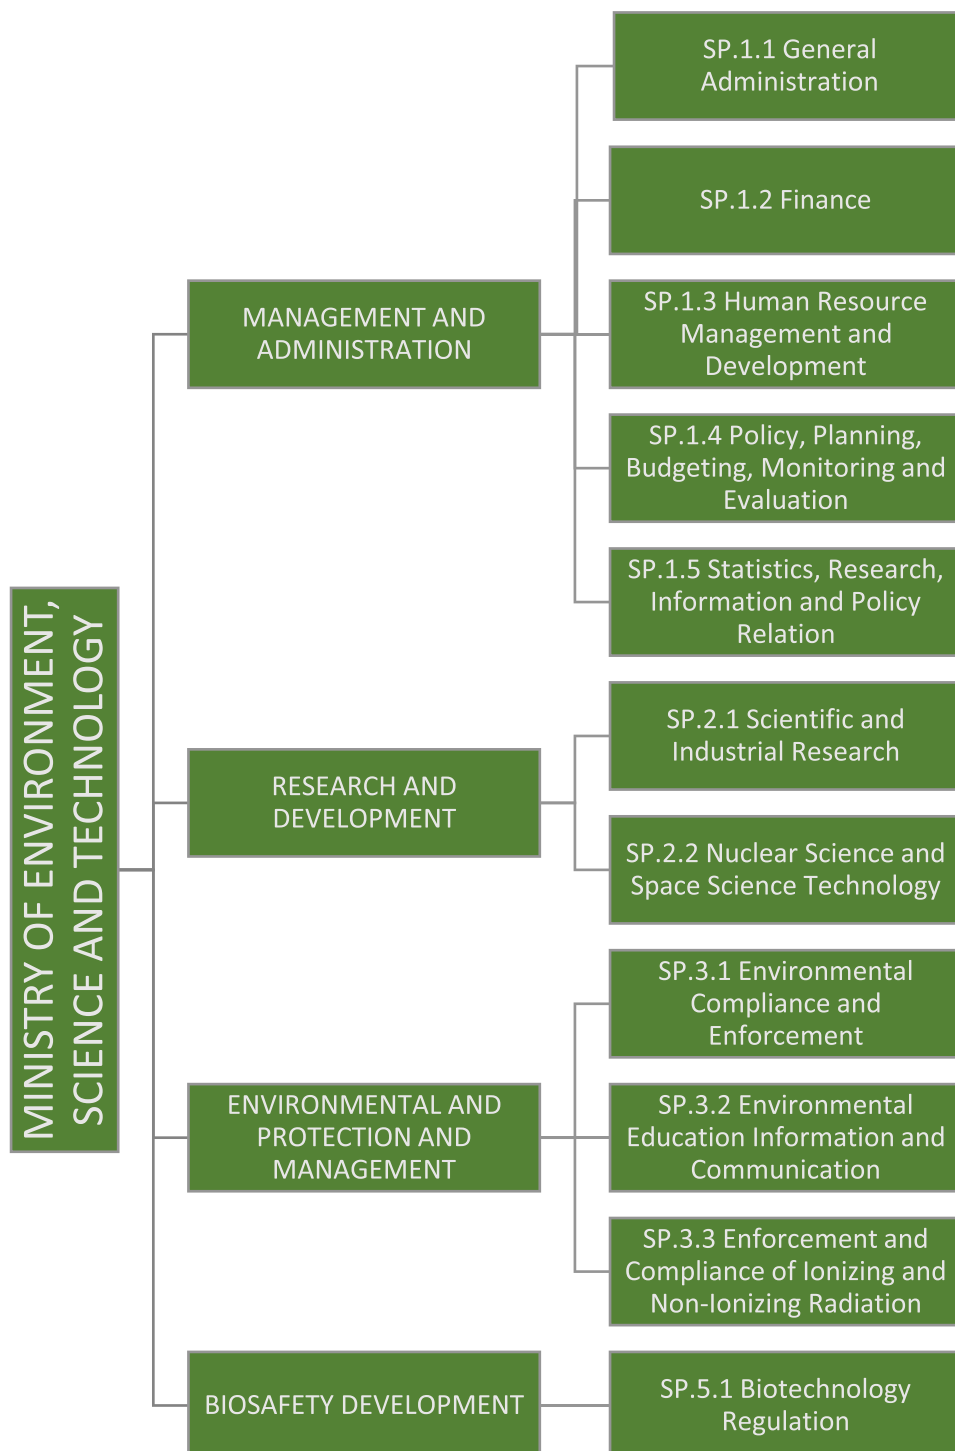 MINISTRY OF ENVIRONMENT,
SCIENCE AND TECHNOLOGY
MANAGEMENT AND
ADMINISTRATION
SP.1.1 General
Administration
SP.1.2 Finance
SP.1.3 Human Resource
Management and
Development
SP.1.4 Policy, Planning,
Budgeting, Monitoring and
Evaluation
SP.1.5 Statistics, Research,
Information and Policy
Relation
RESEARCH AND
DEVELOPMENT
SP.2.1 Scientific and
Industrial Research
SP.2.2 Nuclear Science and
Space Science Technology
ENVIRONMENTAL AND
PROTECTION AND
MANAGEMENT
SP.3.1 Environmental
Compliance and
Enforcement
SP.3.2 Environmental
Education Information and
Communication
SP.3.3 Enforcement and
Compliance of Ionizing and
Non-Ionizing Radiation
BIOSAFETY DEVELOPMENT
SP.5.1 Biotechnology
Regulation